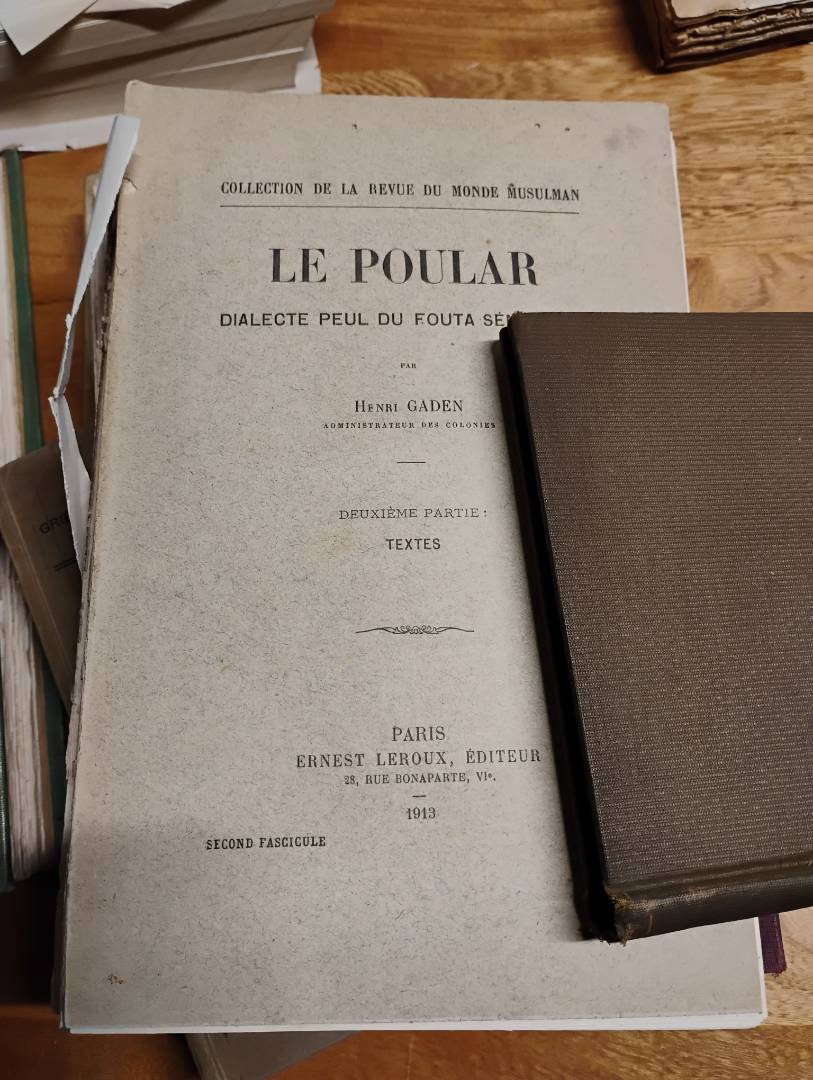 COLLECTION DE LA REVUE DU MONDE MUSULMAN
LE POULAR
DIALECTE PEUL DU FOUTA
PAR
HENRI GADEN
ADMINISTRATEUR DES COLONIES
DEUXIÈME PARTIE :
TEXTES
PARIS
ERNEST LEROUX, ÉDITEUR
28, RUE BONAPARTE, VIe.
1913
SECOND FASCICULE